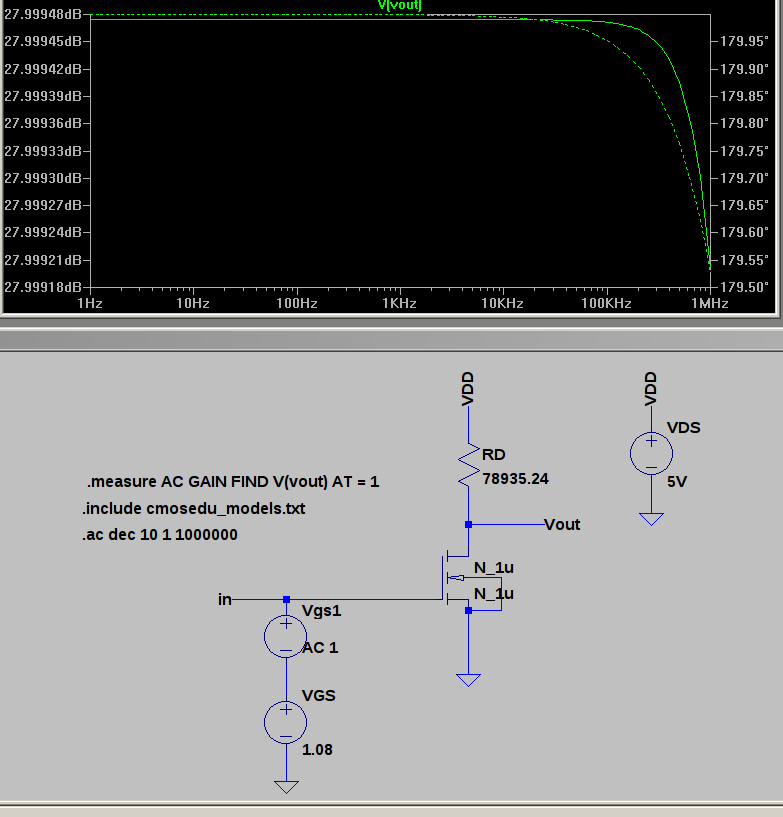 V(vout)
27.99948dB
27.99945dB 179.95°
27.99942dB 179.90°
27.99939dB 179.85°
27.99936dB 179.80°
27.99933dB 179.75°
27.99930dB 179.70°
27.99927dB 179.65°
27.99924dB 179.60°
27.99921dB 179.55°
27.99918dB 179.50°
1Hz 10Hz 100Hz 1KHz 10KHz 100KHz 1MHz
VDD VDD
VDS
RD
78935.24
5V
.measure AC GAIN FIND V(vout) AT = 1
.include cmosedu_models.txt
.ac dec 10 1 1000000
Vout
N_1u
N_1u
in
Vgs1
AC 1
VGS
1.08